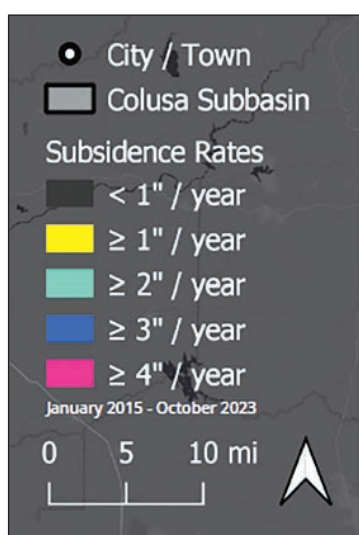 City / Town
Colusa Subbasin
Subsidence Rates
< 1" / year
≥ 1" / year
≥ 2" / year
≥ 3" / year
≥ 4" / year
January 2015 - October 2023
0 5 10 mi